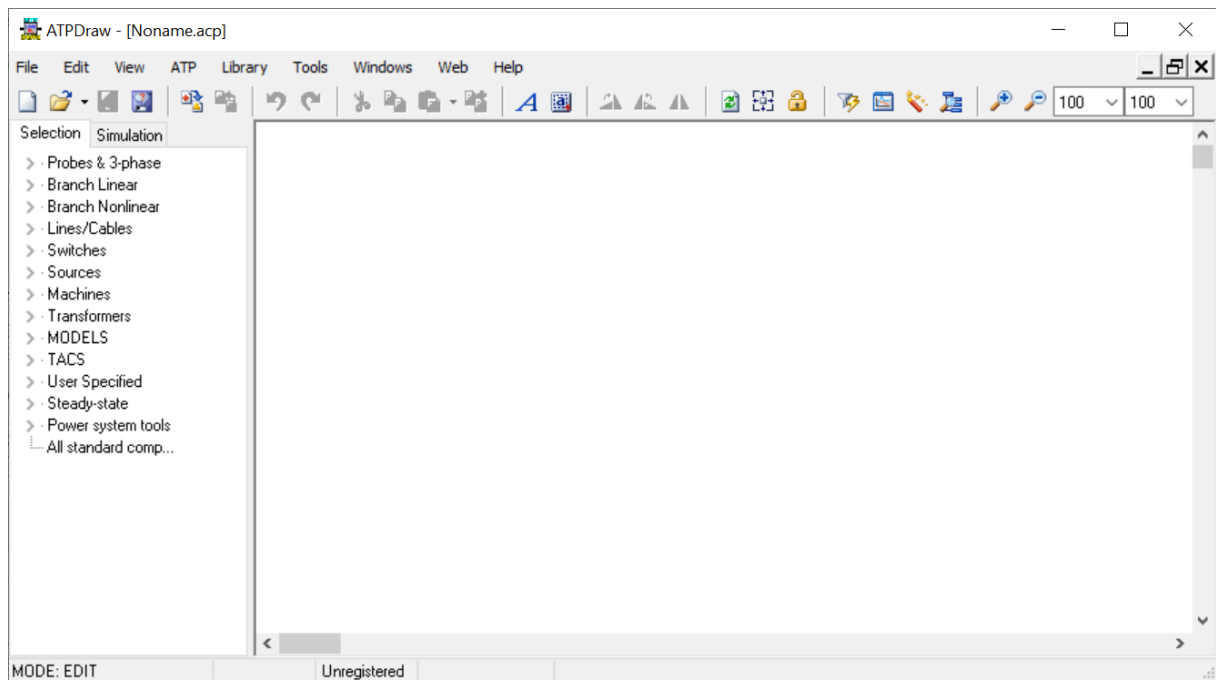 ATPDraw - [Noname.acp]
File Edit View ATP Library Tools Windows Web Help
A 100 100
Selection Simulation
Probes & 3-phase
Branch Linear
Branch Nonlinear
Lines/Cables
Switches
Sources
Machines
Transformers
MODELS
TACS
User Specified
Steady-state
Power system tools
All standard comp...
MODE: EDIT Unregistered